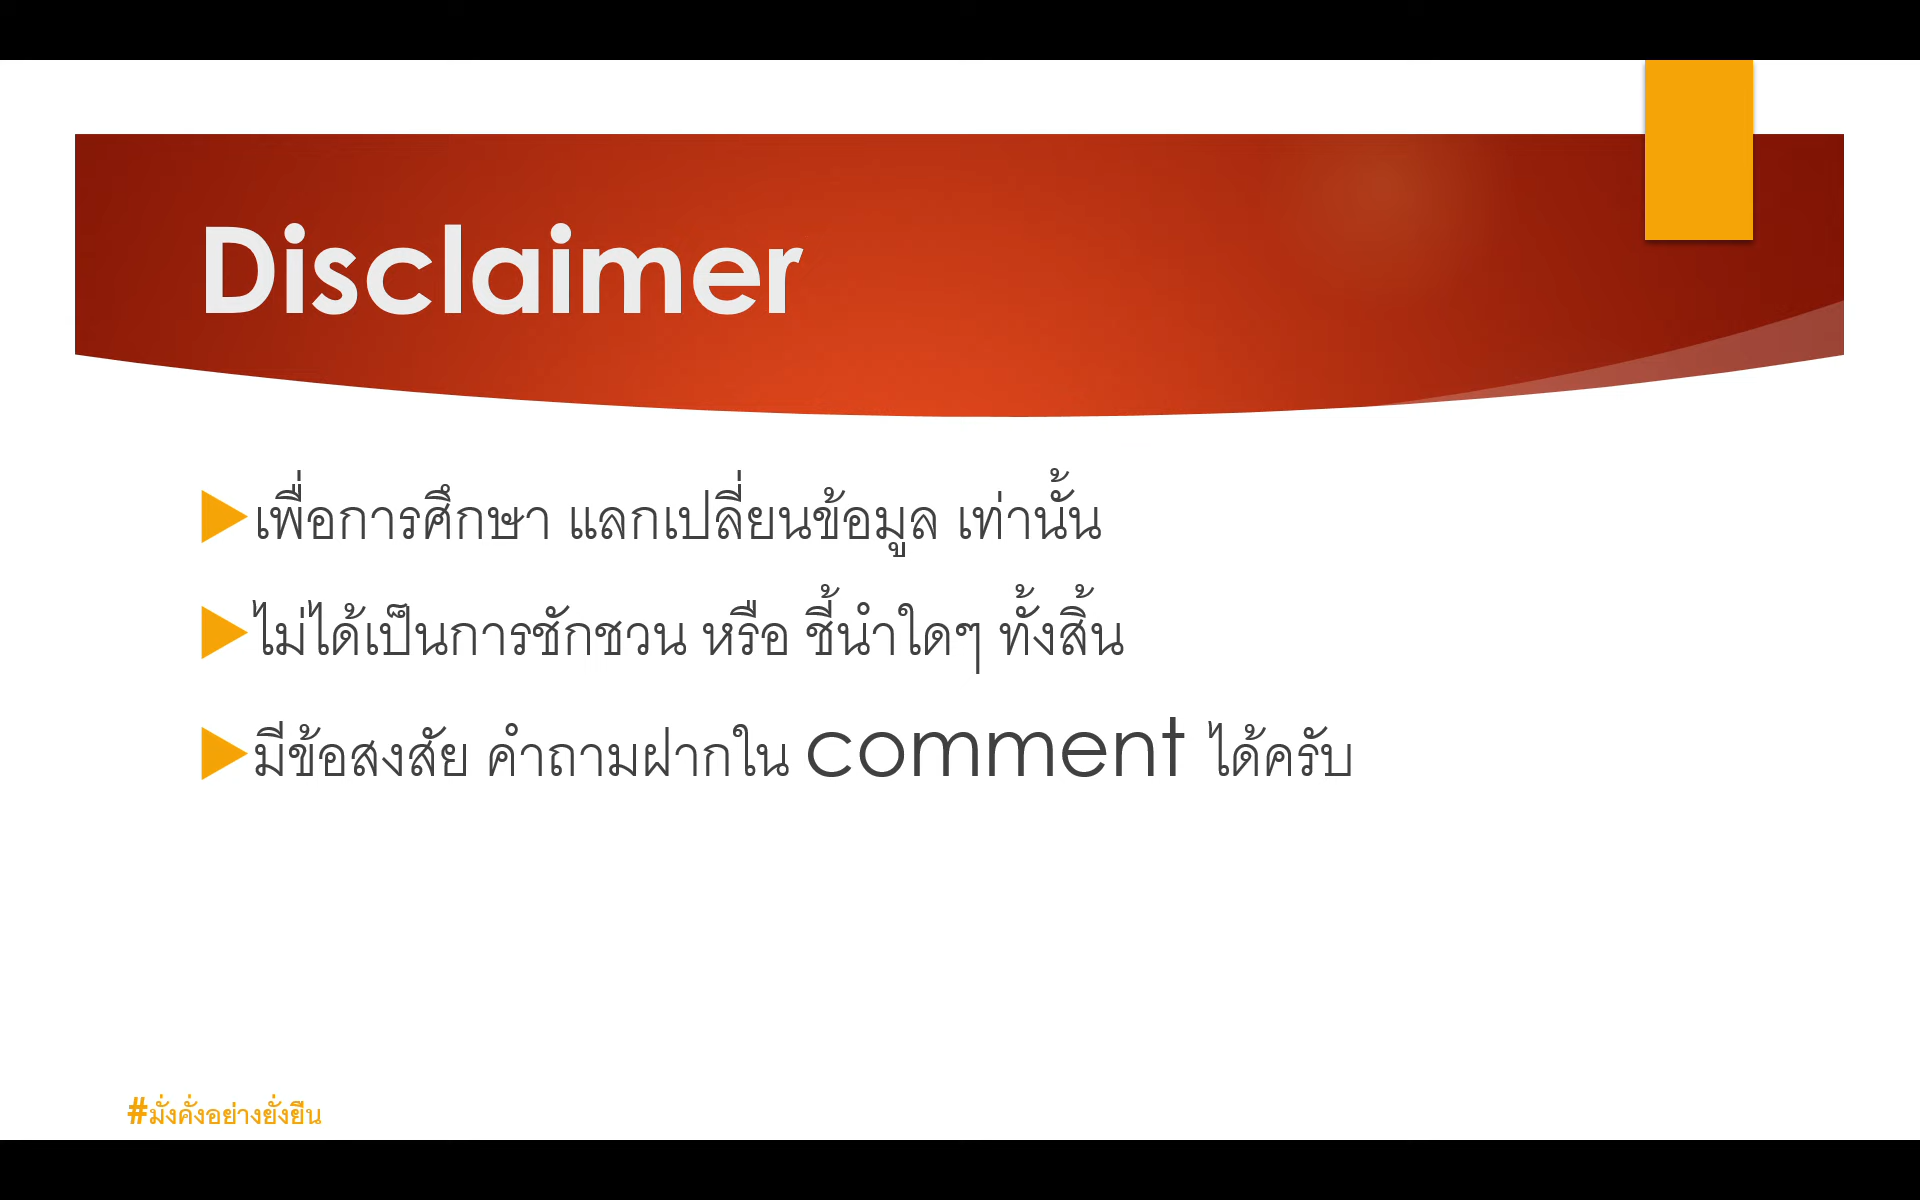 Disclaimer
เพื่อการศึกษา แลกเปลี่ยนข้อมูล เท่านั้น
ไม่ได้เป็นการชักชวน หรือ ชี้นำใดๆ ทั้งสิ้น
มีข้อสงสัย คำถามฝากใน comment ได้ครับ
#มั่งคั่งอย่างยั่งยืน